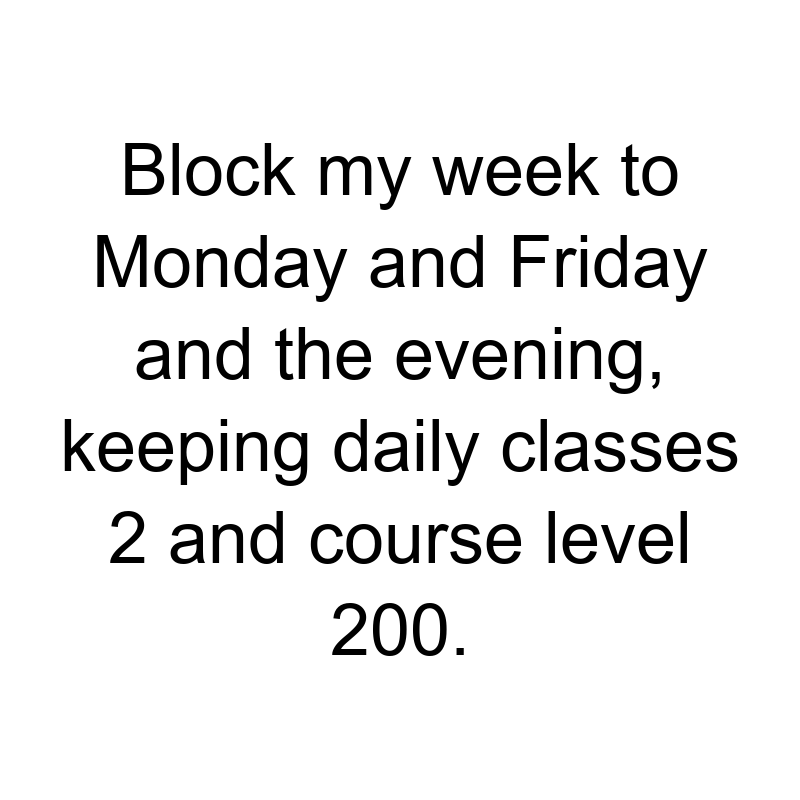 Block my week to
Monday and Friday
and the evening,
keeping daily classes
2 and course level
200.